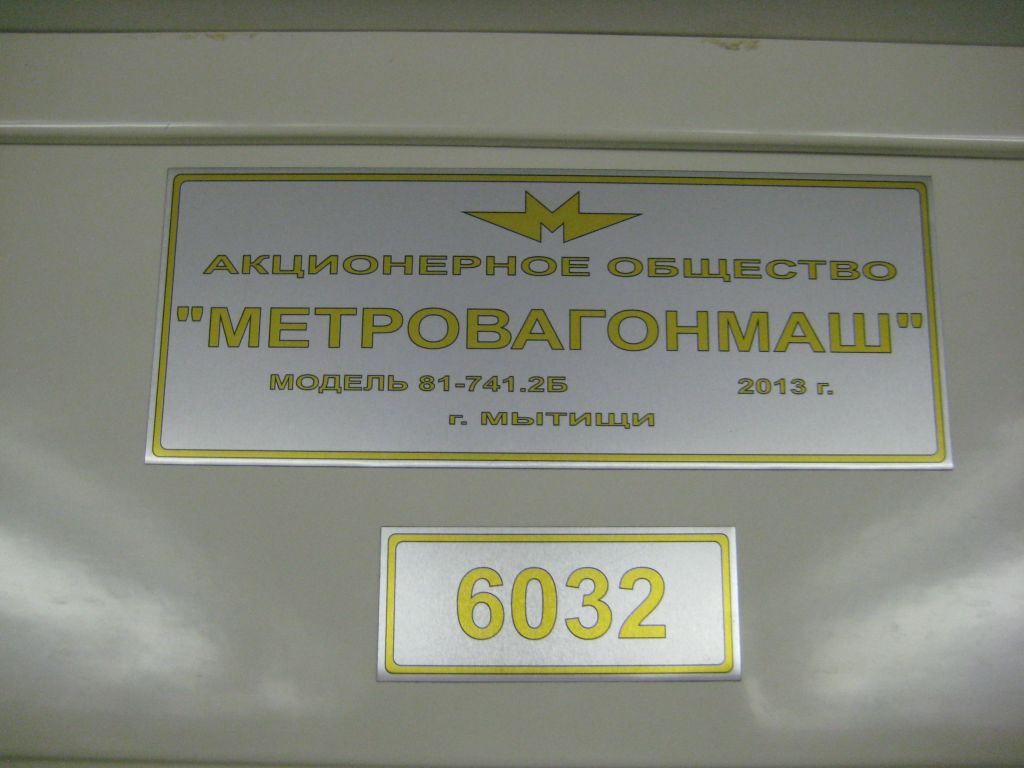 АКЦИОНЕРНОЕ ОБЩЕСТВО
"МЕТРОВАГОНМАШ"
МОДЕЛЬ 81-741.2Б 2013 г.
г. МЫТИЩИ
6032